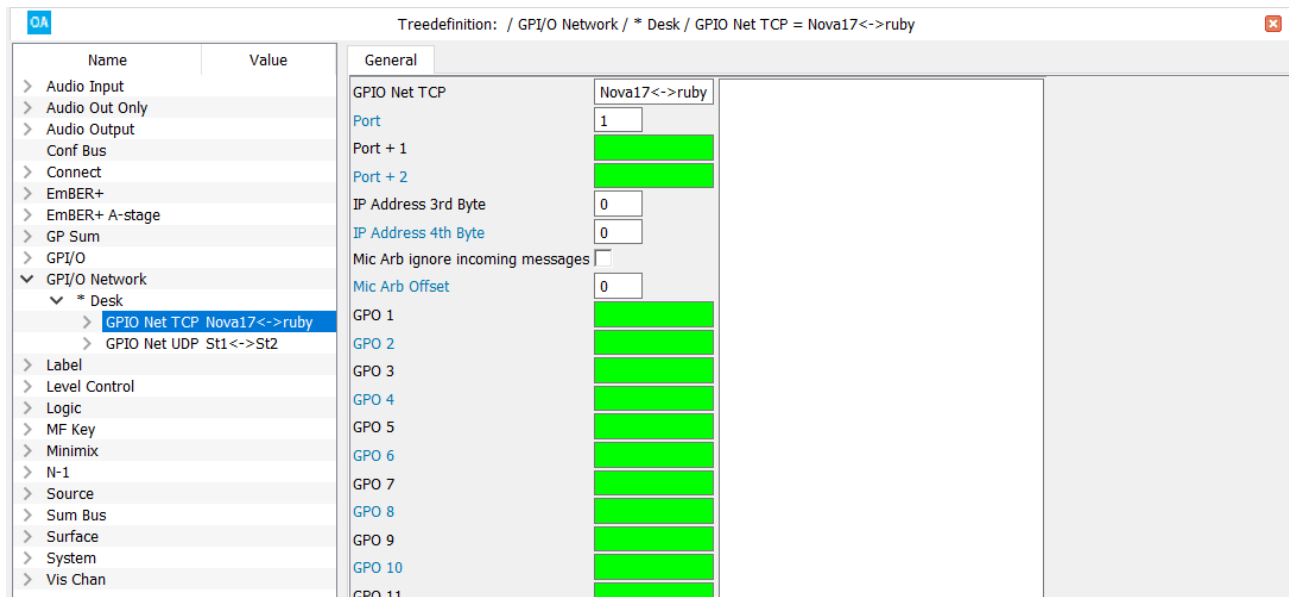 OA
Treedefinition: / GPI/O Network / * Desk / GPIO Net TCP = Nova17<->ruby
Name Value
Audio Input
Audio Out Only
Audio Output
Conf Bus
Connect
EmBER+
EmBER+ A-stage
GP Sum
GPI/O
GPI/O Network
* Desk
GPIO Net TCP Nova17<->ruby
GPIO Net UDP St1<->St2
Label
Level Control
Logic
MF Key
Minimix
N-1
Source
Sum Bus
Surface
System
Vis Chan
General
GPIO Net TCP Nova17<->ruby
Port 1
Port + 1
Port + 2
IP Address 3rd Byte 0
IP Address 4th Byte 0
Mic Arb ignore incoming messages
Mic Arb Offset 0
GPO 1
GPO 2
GPO 3
GPO 4
GPO 5
GPO 6
GPO 7
GPO 8
GPO 9
GPO 10
GPO 11